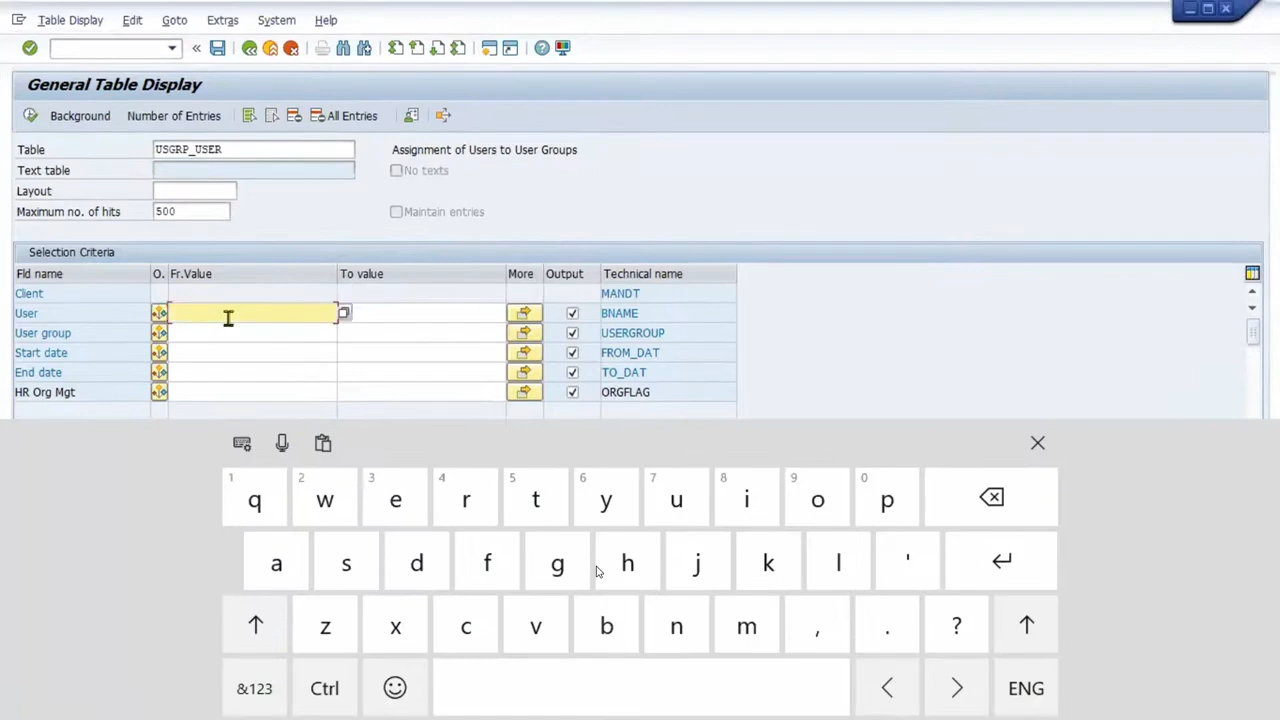 Table Display Edit Goto Extras System Help
General Table Display
Background Number of Entries All Entries
Table USGRP_USER Assignment of Users to User Groups
Text table No texts
Layout
Maximum no. of hits 500 Maintain entries
Selection Criteria
Fld name O. Fr.Value To value More Output Technical name
Client MANDT
User BNAME
User group USERGROUP
Start date FROM_DAT
End date TO_DAT
HR Org Mgt ORGFLAG
1 2 3 4 5 6 7 8 9 0
q w e r t y u i o p
a s d f g h j k l '
z x c v b n m , . ?
&123 Ctrl ENG